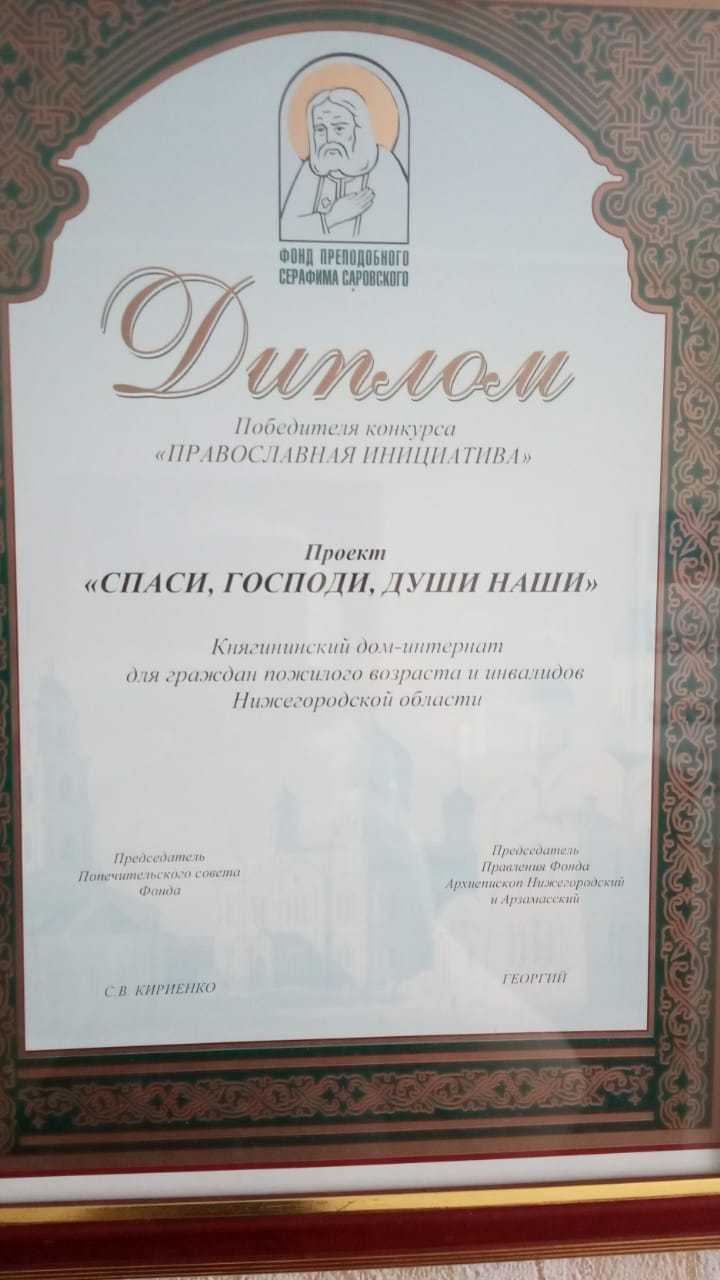 ФОНД ПРЕПОДОБНОГО
СЕРАФИМА САРОВСКОГО
Диплом
Победителя конкурса
«ПРАВОСЛАВНАЯ ИНИЦИАТИВА»
Проект
«СПАСИ, ГОСПОДИ, ДУШИ НАШИ»
Княгининский дом-интернат
для граждан пожилого возраста и инвалидов
Нижегородской области
Председатель
Попечительского совета
Фонда
С.В. КИРИЕНКО
Председатель
Правления Фонда
Архиепископ Нижегородский
и Арзамасский
ГЕОРГИЙ